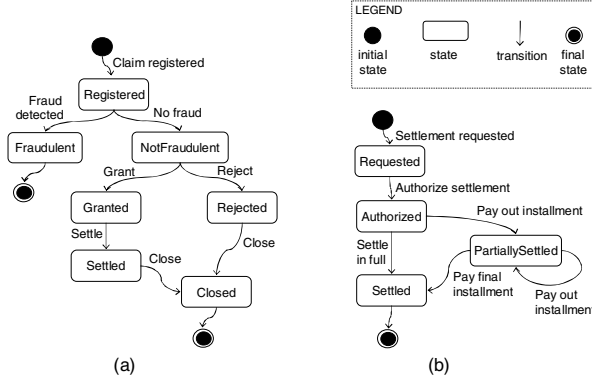 LEGEND
initial
state
state
transition
final
state
Claim registered
Registered
Fraud
detected
No fraud
Fraudulent
NotFraudulent
Grant
Reject
Granted
Rejected
Settle
Close
Settled
Close
Closed
(a)
Settlement requested
Requested
Authorize settlement
Authorized
Pay out installment
Settle
in full
PartiallySettled
Pay final
installment
Settled
Pay out
installment
(b)